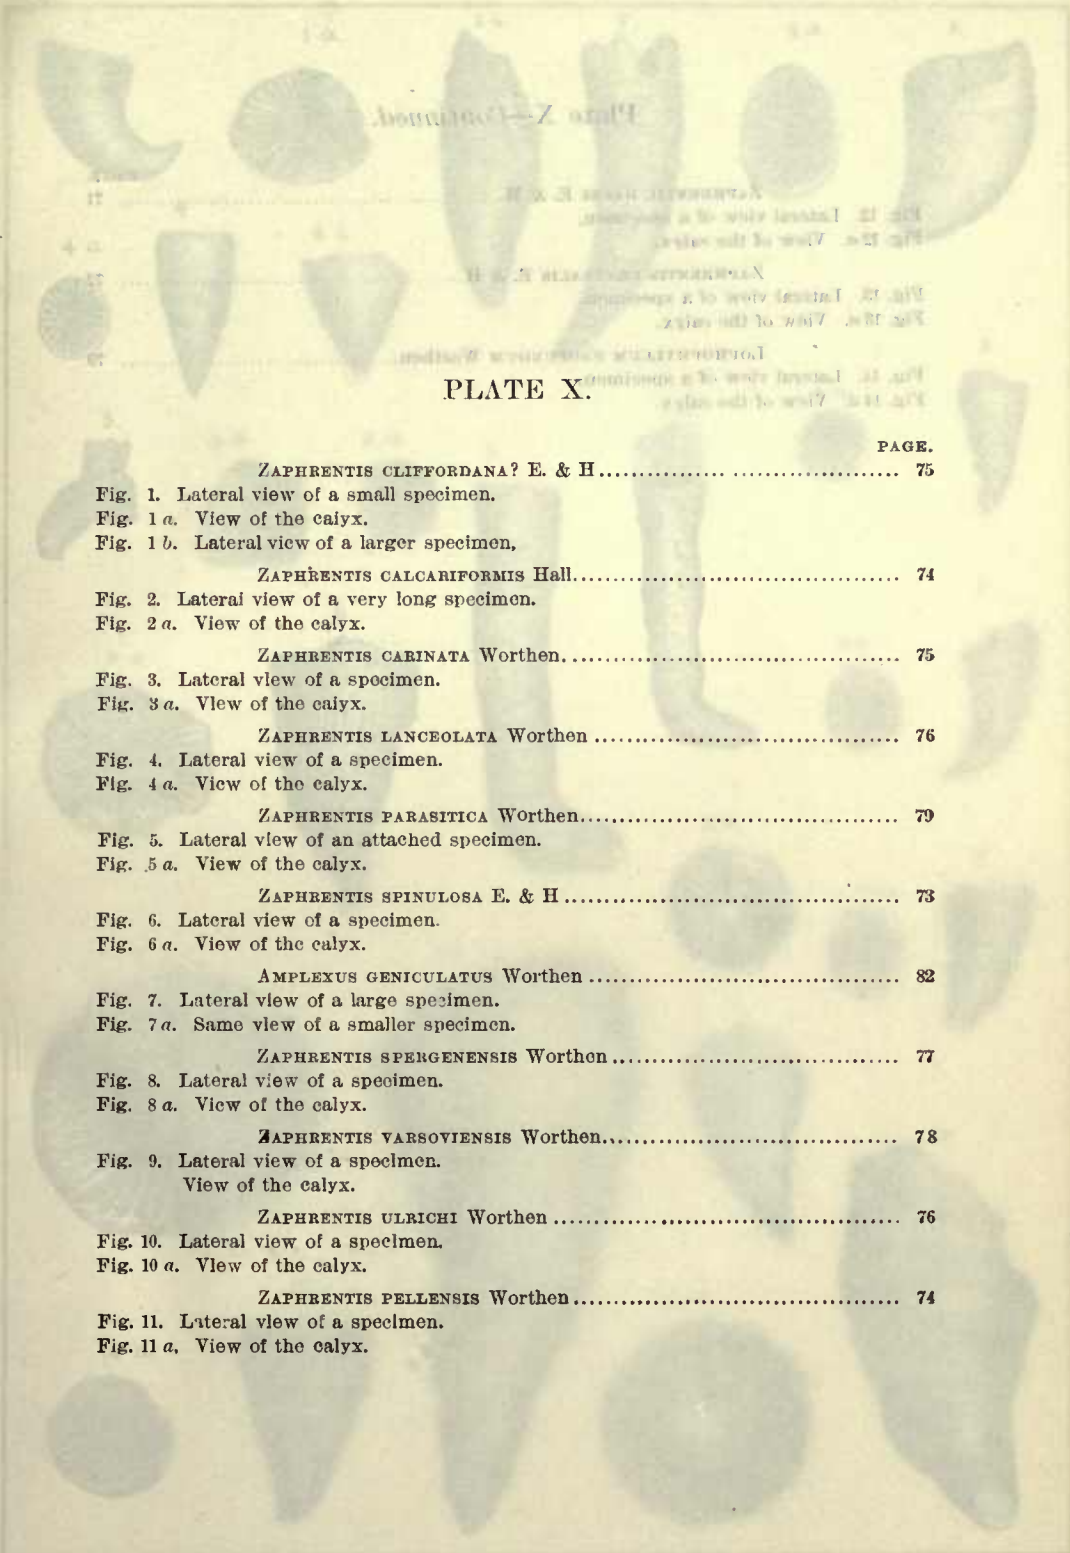 PLATE X.
PAGE.
ZAPHRENTIS CLIFFORDANA? E. & H. 75
Fig. 1. Lateral view of a small specimen.
Fig. 1 a. View of the calyx.
Fig. 1 b. Lateral view of a larger specimen,
ZAPHRENTIS CALCARIFORMIS Hall. 74
Fig. 2. Lateral view of a very long specimen.
Fig. 2 a. View of the calyx.
ZAPHRENTIS CARINATA Worthen. 75
Fig. 3. Lateral view of a specimen.
Fig. 3 a. View of the calyx.
ZAPHRENTIS LANCEOLATA Worthen 76
Fig. 4. Lateral view of a specimen.
Fig. 4 a. View of the calyx.
ZAPHRENTIS PARASITICA Worthen. 79
Fig. 5. Lateral view of an attached specimen.
Fig. 5 a. View of the calyx.
ZAPHRENTIS SPINULOSA E. & H 73
Fig. 6. Lateral view of a specimen.
Fig. 6 a. View of the calyx.
AMPLEXUS GENICULATUS Worthen 82
Fig. 7. Lateral view of a large specimen.
Fig. 7 a. Same view of a smaller specimen.
ZAPHRENTIS SPERGENENSIS Worthen 77
Fig. 8. Lateral view of a specimen.
Fig. 8 a. View of the calyx.
ZAPHRENTIS VARSOVIENSIS Worthen. 78
Fig. 9. Lateral view of a specimen.
View of the calyx.
ZAPHRENTIS ULRICHI Worthen 76
Fig. 10. Lateral view of a specimen.
Fig. 10 a. View of the calyx.
ZAPHRENTIS PELLENSIS Worthen 74
Fig. 11. Lateral view of a specimen.
Fig. 11 a. View of the calyx.